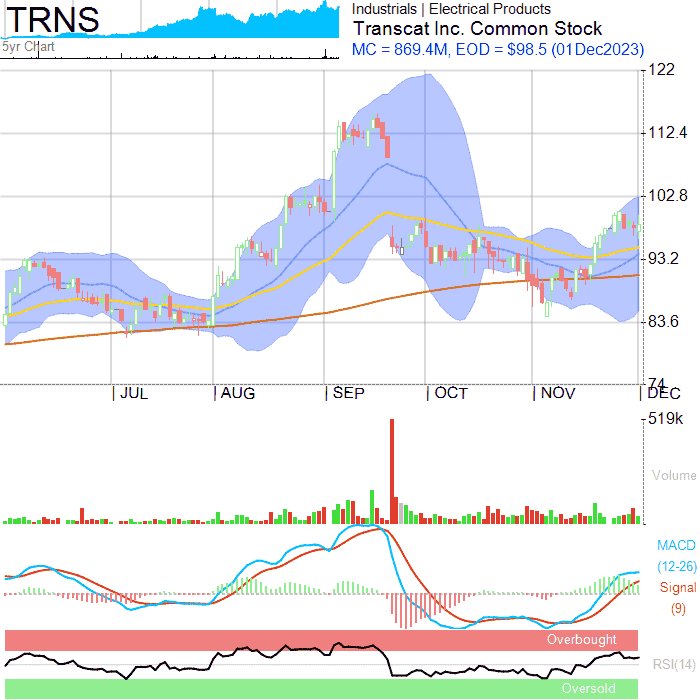 TRNS
5yr Chart
Industrials | Electrical Products
Transcat Inc. Common Stock
MC = 869.4M, EOD = $98.5 (01Dec2023)
122
112.4
102.8
93.2
83.6
74
JUL AUG SEP OCT NOV DEC
519k
Volume
MACD
(12-26)
Signal
(9)
Overbought
RSI(14)
Oversold